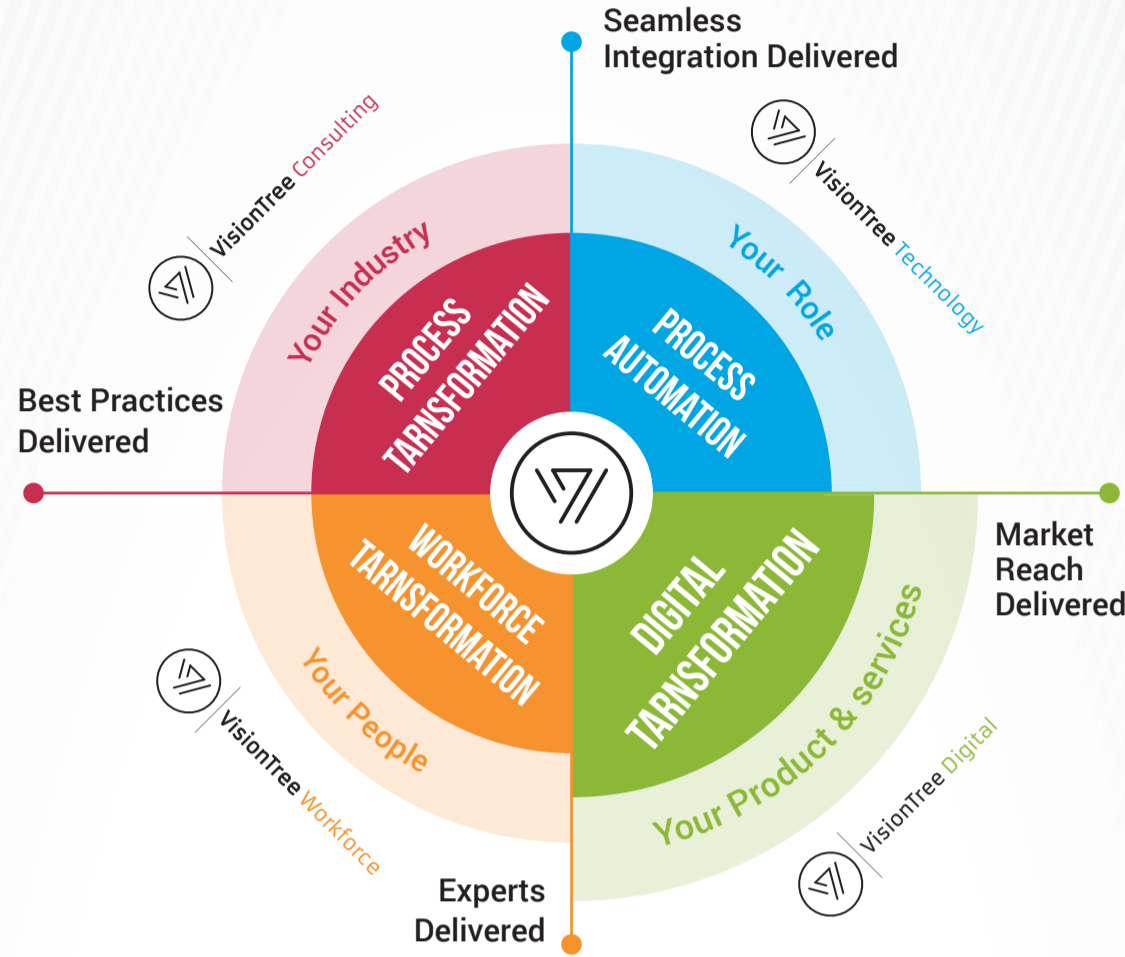 Seamless
Integration Delivered
VisionTree Consulting
VisionTree Technology
Your Industry
Your Role
PROCESS
TARNSFORMATION
PROCESS
AUTOMATION
Best Practices
Delivered
Market
Reach
Delivered
WORKFORCE
TARNSFORMATION
DIGITAL
TARNSFORMATION
Your People
Your Product & services
VisionTree Workforce
VisionTree Digital
Experts
Delivered